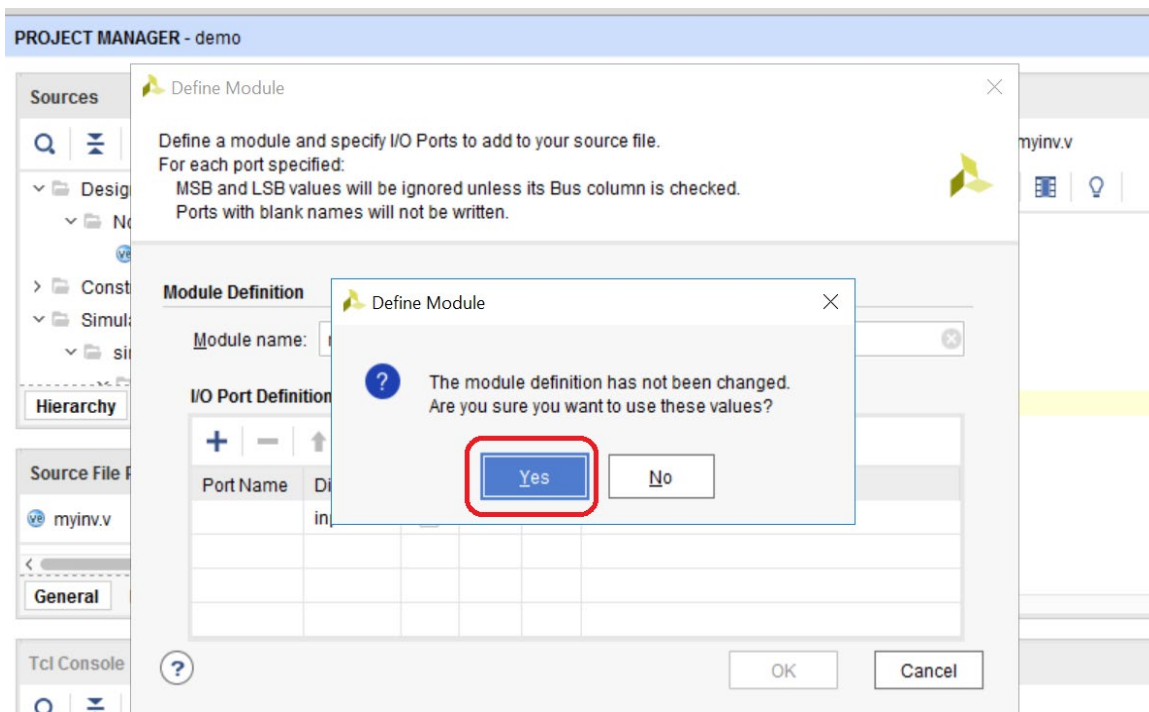 PROJECT MANAGER - demo
Sources
Define Module
Define a module and specify I/O Ports to add to your source file.
For each port specified:
MSB and LSB values will be ignored unless its Bus column is checked.
Ports with blank names will not be written.
myinv.v
Module Definition
Module name:
Define Module
The module definition has not been changed.
Are you sure you want to use these values?
Yes
No
I/O Port Definition
Hierarchy
Source File
Port Name
myinv.v
General
Tcl Console
?
OK
Cancel